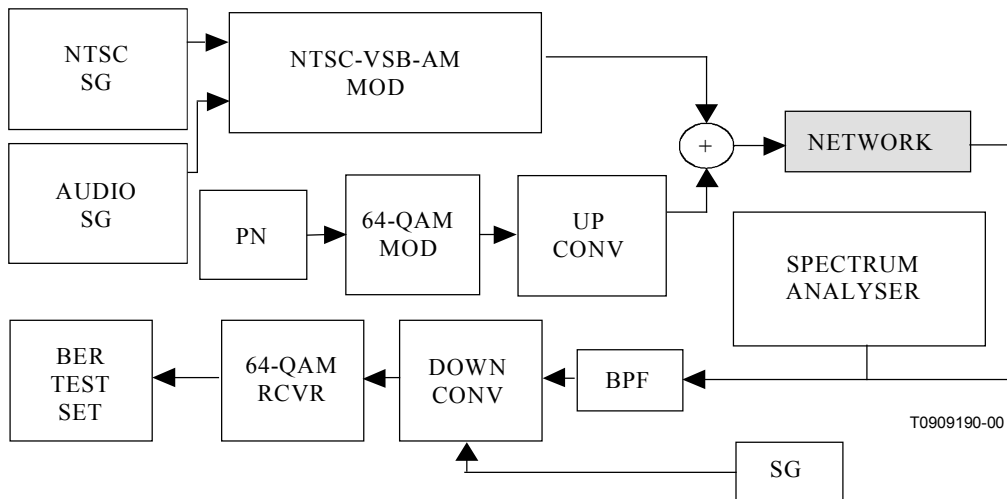 NTSC
SG
NTSC-VSB-AM
MOD
+
NETWORK
AUDIO
SG
PN
64-QAM
MOD
UP
CONV
SPECTRUM
ANALYSER
BER
TEST
SET
64-QAM
RCVR
DOWN
CONV
BPF
T0909190-00
SG